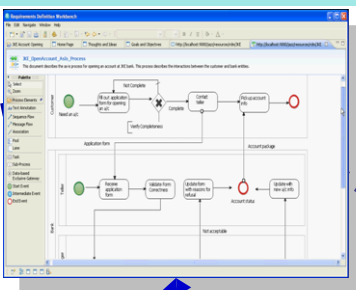 Requirements Definition Workbench
File Edit Navigate Window Help
Account Opening
Home Page
Thoughts and Ideas
Goals and Objectives
AS_OpenAccount_AsIs_Process
This document describes the as-is process for opening an account at JKE bank. The process describes the interactions between the customer and bank entities.
Palette
Select
Zoom
Process Elements
Text Annotation
Sequence Flow
Message Flow
Association
Pool
Lane
Task
Sub-Process
Data-based
Exclusive Gateway
Start Event
Intermediate Event
End Event
Customer
Need an a/c
Not Complete
Fill out application
form for opening
an a/c
Verify Completeness
Complete
Contact
teller
Pick up account
info
Application form
Account package
Bank
Teller
Receive
application
form
Validate Form
Correctness
Update form
with reasons for
refusal
Account status
Update with
new a/c info
Not acceptable